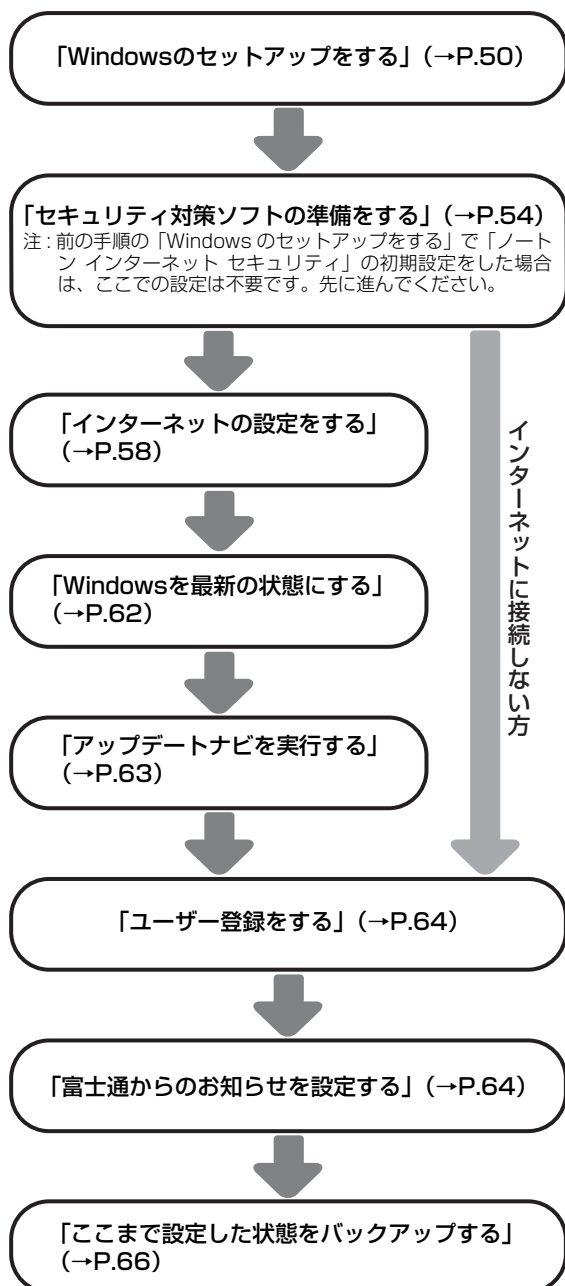 「Windowsのセットアップをする」（→P.50）
「セキュリティ対策ソフトの準備をする」（→P.54）
注：前の手順の「Windows のセットアップをする」で「ノート
ン インターネット セキュリティ」の初期設定をした場合
は、ここでの設定は不要です。先に進んでください。
「インターネットの設定をする」
（→P.58）
「Windowsを最新の状態にする」
（→P.62）
「アップデートナビを実行する」
（→P.63）
インターネットに接続しない方
「ユーザー登録をする」（→P.64）
「富士通からのお知らせを設定する」（→P.64）
「ここまで設定した状態をバックアップする」
（→P.66）